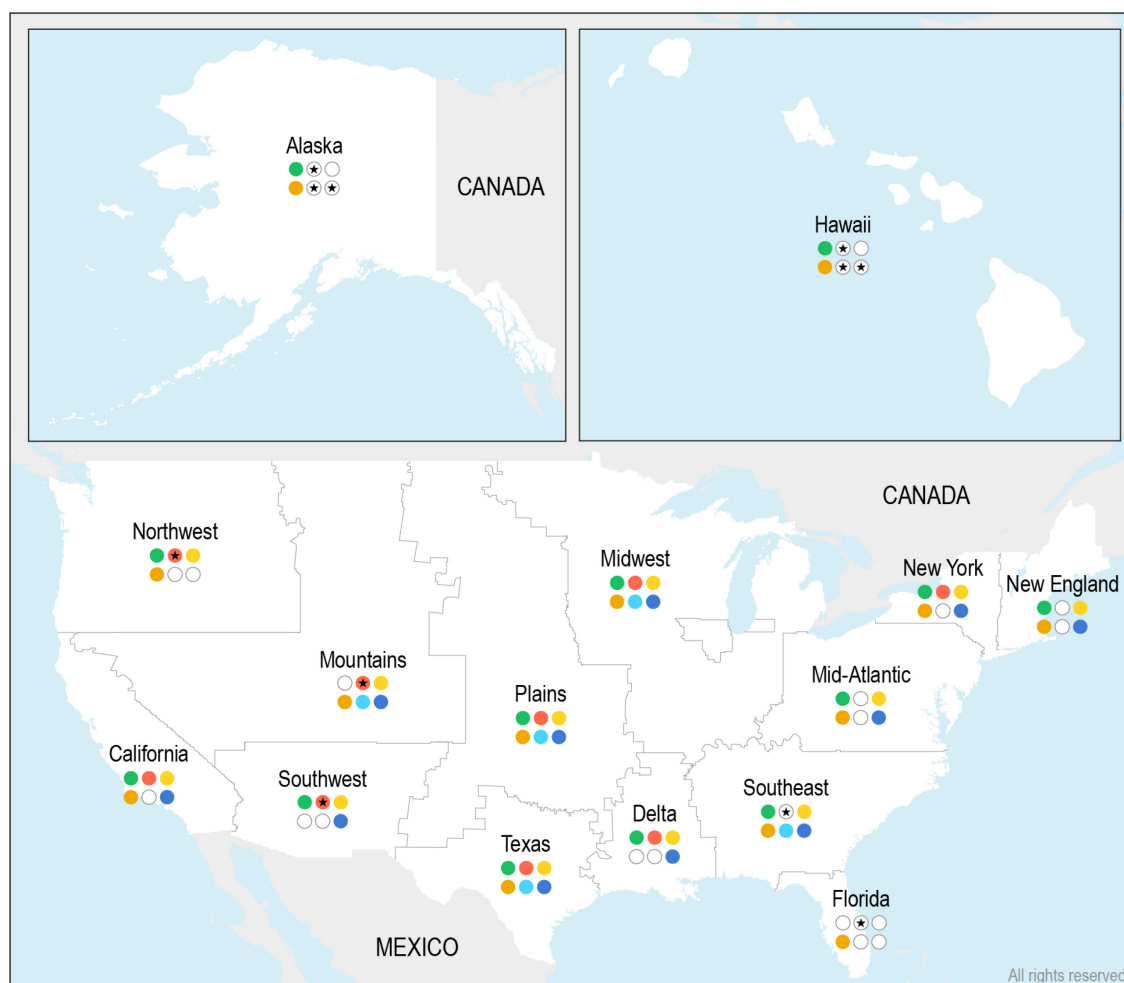 Alaska
CANADA
Hawaii
CANADA
Northwest
Midwest
New York
New England
Mountains
Mid-Atlantic
Plains
California
Southwest
Southeast
Delta
Texas
Florida
MEXICO
All rights reserved